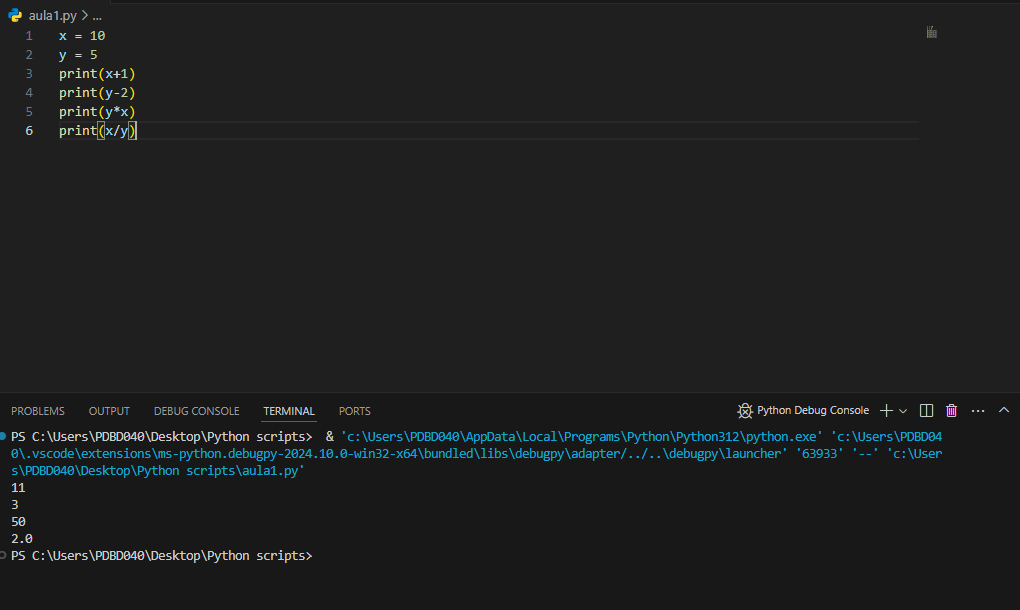 aula1.py > ...
1 x = 10
2 y = 5
3 print(x+1)
4 print(y-2)
5 print(y*x)
6 print(x/y)
PROBLEMS OUTPUT DEBUG CONSOLE TERMINAL PORTS Python Debug Console
PS C:\Users\PDBD040\Desktop\Python scripts> & 'c:\Users\PDBD040\AppData\Local\Programs\Python\Python312\python.exe' 'c:\Users\PDBD04
0\.vscode\extensions\ms-python.debugpy-2024.10.0-win32-x64\bundled\libs\debugpy\adapter/../..\debugpy\launcher' '63933' '--' 'c:\User
s\PDBD040\Desktop\Python scripts\aula1.py'
11
3
50
2.0
PS C:\Users\PDBD040\Desktop\Python scripts>